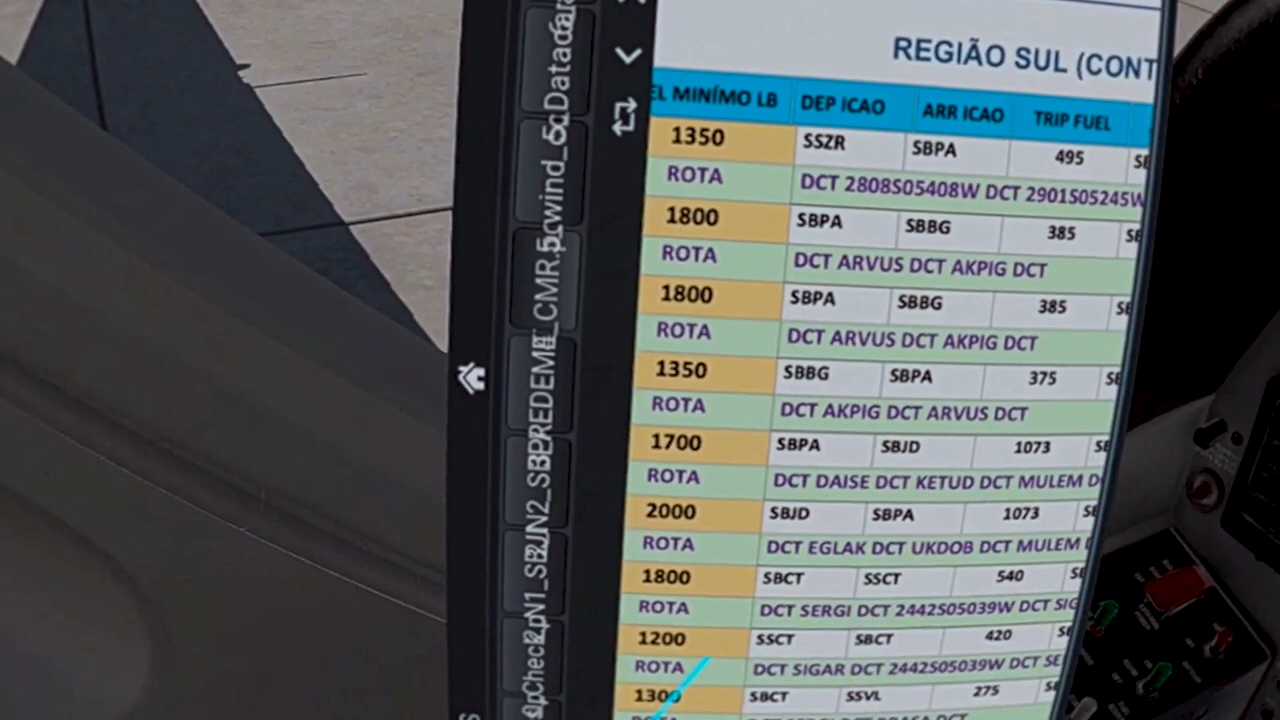 REGIÃO SUL (CONT
EL MINÍMO LB DEP ICAO ARR ICAO TRIP FUEL
1350 SSZR SBPA 495
ROTA DCT 2808S05408W DCT 2901S05245W
1800 SBPA SBBG 385
ROTA DCT ARVUS DCT AKPIG DCT
1800 SBPA SBBG 385
ROTA DCT ARVUS DCT AKPIG DCT
1350 SBBG SBPA 375
ROTA DCT AKPIG DCT ARVUS DCT
1700 SBPA SBJD 1073
ROTA DCT DAISE DCT KETUD DCT MULEM D
2000 SBJD SBPA 1073
ROTA DCT EGLAK DCT UKDOB DCT MULEM
1800 SBCT SSCT 540
ROTA DCT SERGI DCT 2442S05039W DCT SIG
1200 SSCT SBCT 420
ROTA DCT SIGAR DCT 2442S05039W DCT SE
1300 SBCT SSVL 275